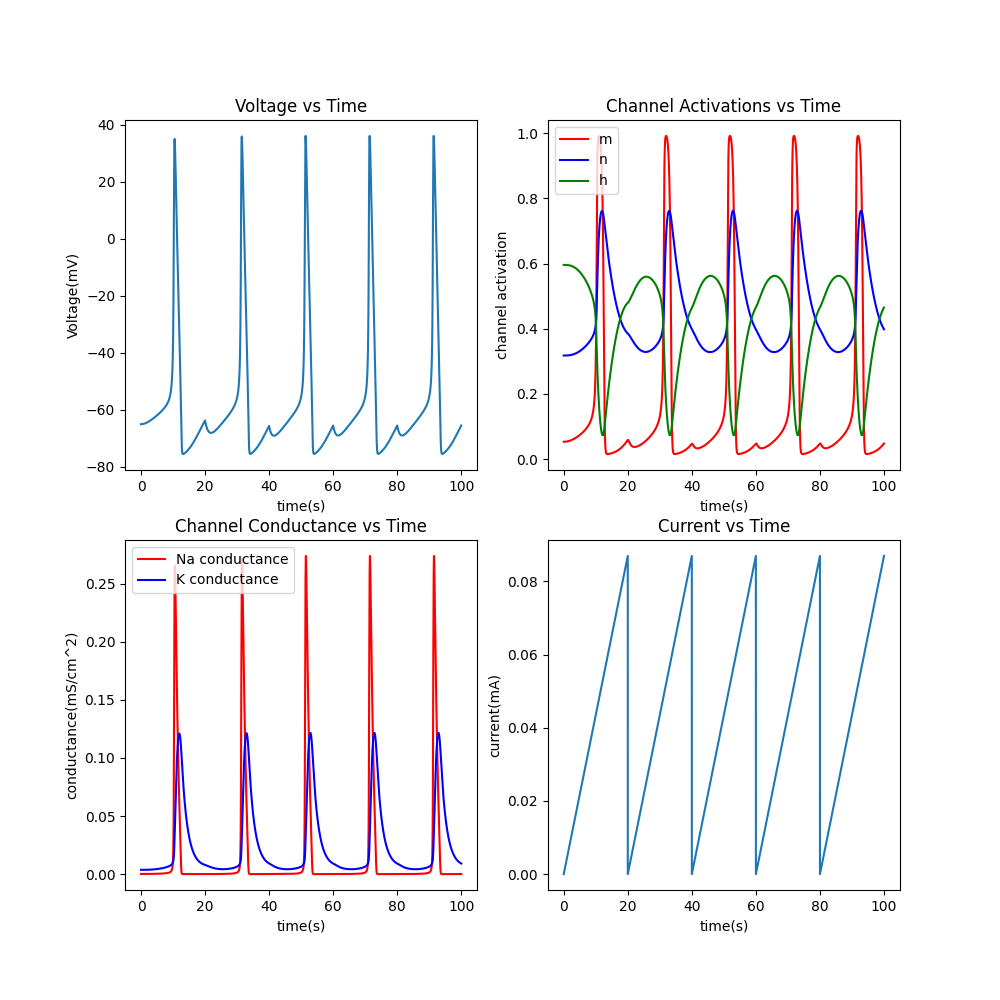 Voltage vs Time
Channel Activations vs Time
40
20
0
−20
−40
−60
−80
Voltage(mV)
0 20 40 60 80 100
time(s)
1.0
0.8
0.6
0.4
0.2
0.0
channel activation
m
n
h
0 20 40 60 80 100
time(s)
Channel Conductance vs Time
Current vs Time
0.25
0.20
0.15
0.10
0.05
0.00
conductance(mS/cm^2)
Na conductance
K conductance
0 20 40 60 80 100
time(s)
0.08
0.06
0.04
0.02
0.00
current(mA)
0 20 40 60 80 100
time(s)